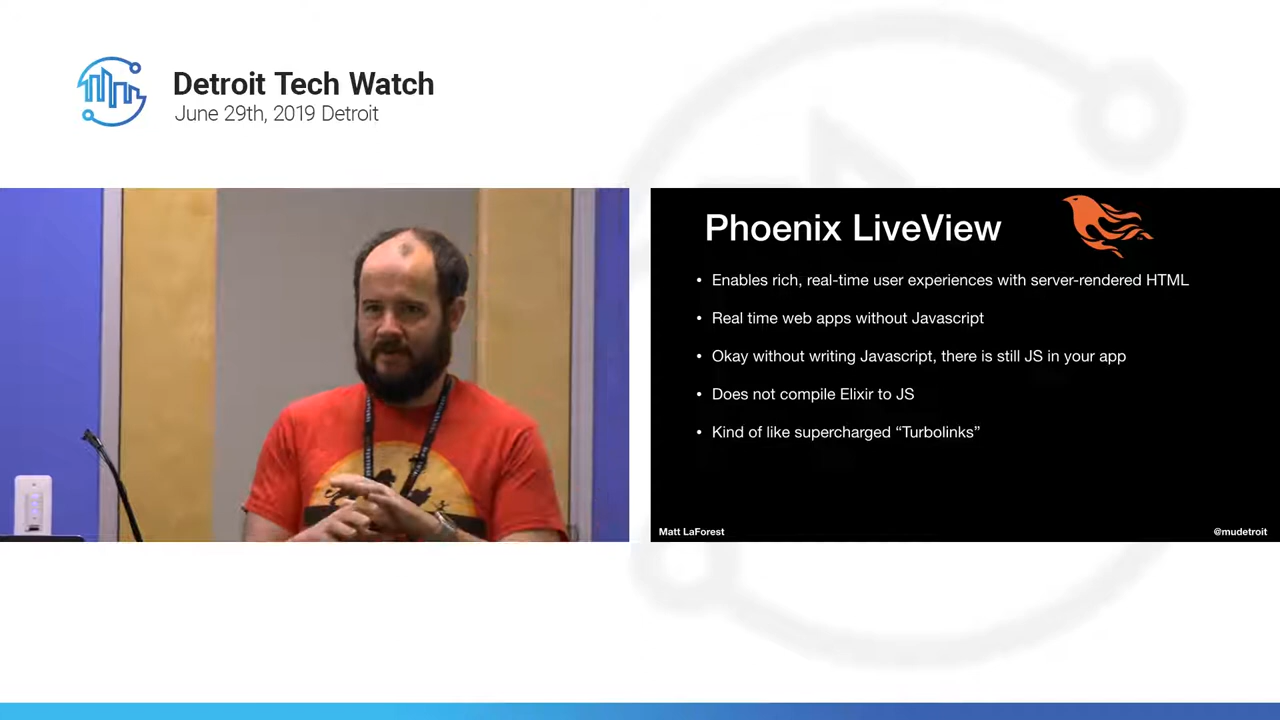 Detroit Tech Watch
June 29th, 2019 Detroit
Phoenix LiveView
• Enables rich, real-time user experiences with server-rendered HTML
• Real time web apps without Javascript
• Okay without writing Javascript, there is still JS in your app
• Does not compile Elixir to JS
• Kind of like supercharged “Turbolinks”
Matt LaForest
@mudetroit